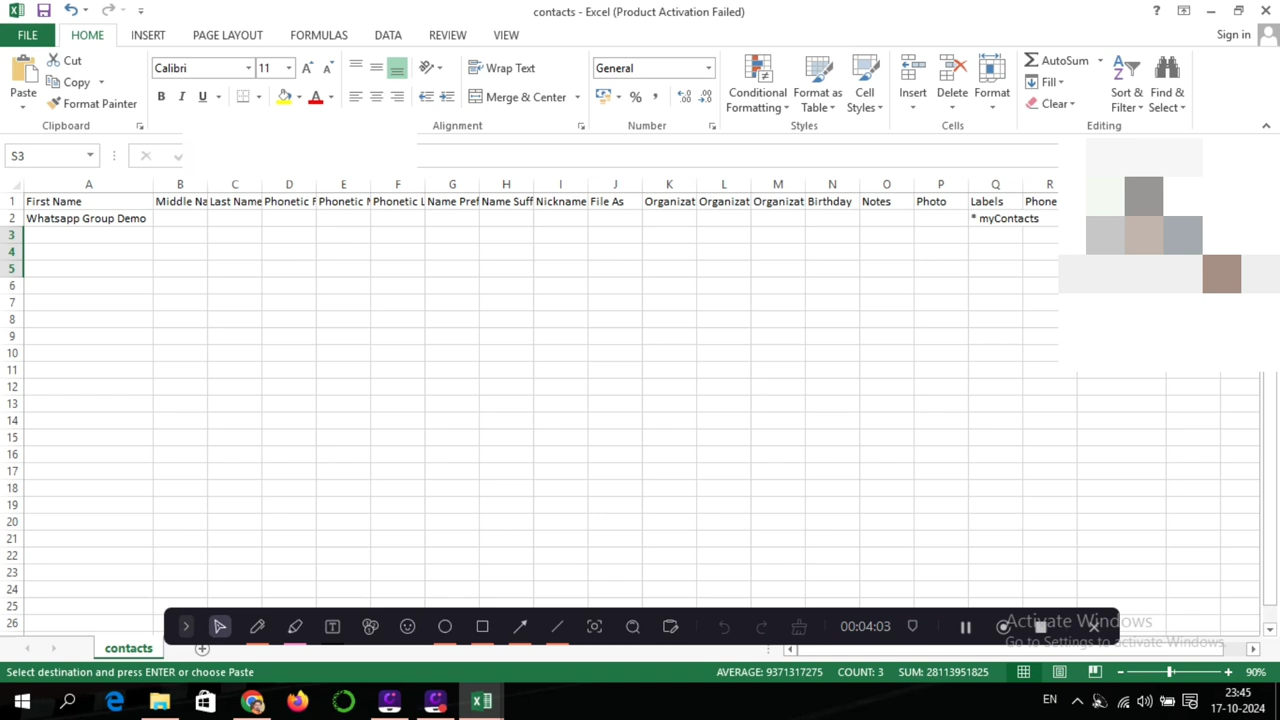 contacts - Excel (Product Activation Failed)
FILE HOME INSERT PAGE LAYOUT FORMULAS DATA REVIEW VIEW Sign in
Cut
Copy
Format Painter
Paste
Calibri 11
B I U
Wrap Text
Merge & Center
General
Conditional Formatting
Format as Table
Cell Styles
Insert Delete Format
AutoSum
Fill
Clear
Sort & Filter
Find & Select
Clipboard Alignment Number Styles Cells Editing
S3
A B C D E F G H I J K L M N O P Q R
1 First Name Middle Na Last Name Phonetic F Phonetic M Phonetic L Name Pref Name Suff Nickname File As Organizat Organizat Organizat Birthday Notes Photo Labels Phone
2 Whatsapp Group Demo * myContacts
3
4
5
6
7
8
9
10
11
12
13
14
15
16
17
18
19
20
21
22
23
24
25
26
00:04:03
Activate Windows
Go to Settings to activate Windows.
contacts
Select destination and press ENTER or choose Paste AVERAGE: 9371317275 COUNT: 3 SUM: 28113951825 90%
EN 23:45
17-10-2024